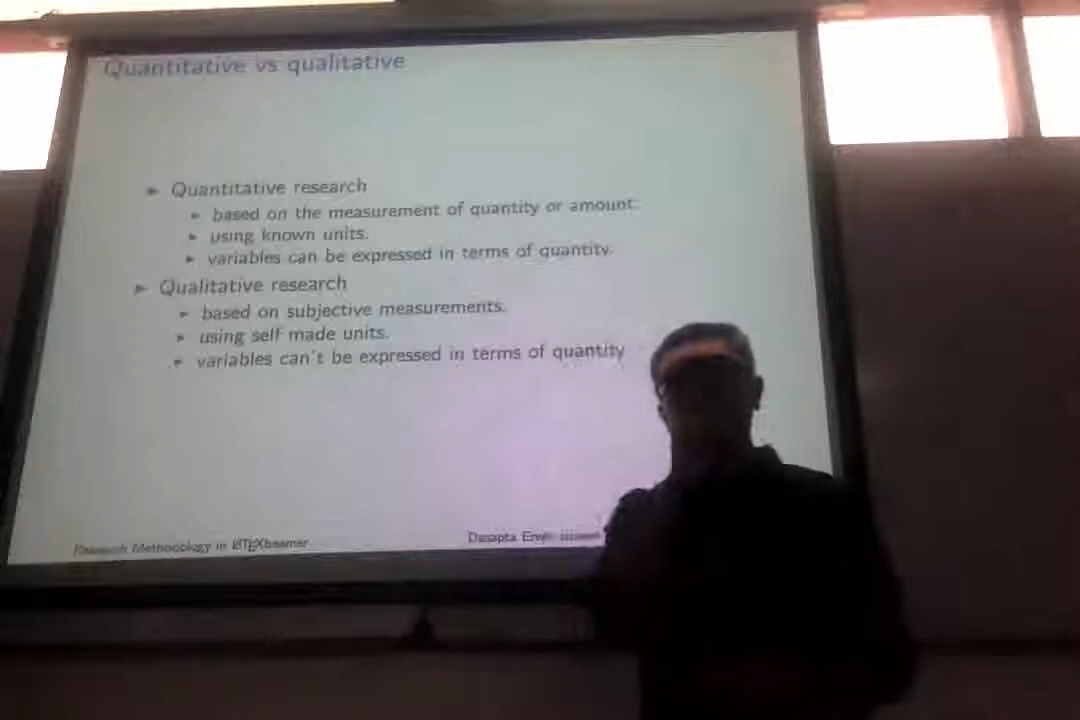 Quantitative vs qualitative
Quantitative research
based on the measurement of quantity or amount.
using known units.
variables can be expressed in terms of quantity.
Qualitative research
based on subjective measurements.
using self made units.
variables can't be expressed in terms of quantity
Research Methodology in LATEXbeamer
Dasapta Erwin